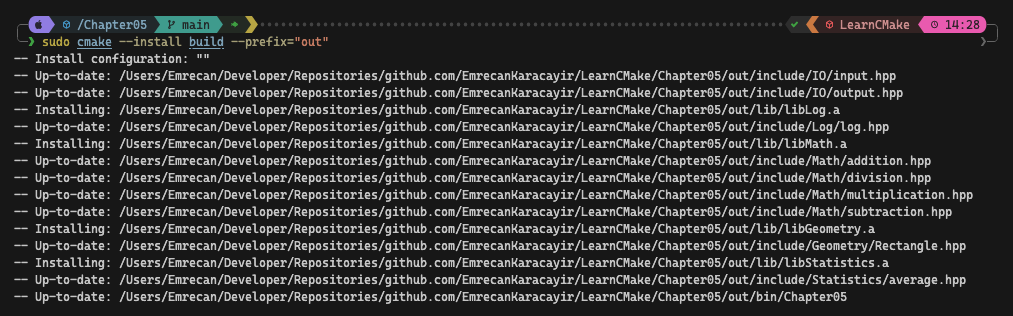 /Chapter05 main LearnCMake 14:28
❯ sudo cmake --install build --prefix="out"
-- Install configuration: ""
-- Up-to-date: /Users/Emrecan/Developer/Repositories/github.com/EmrecanKaracayir/LearnCMake/Chapter05/out/include/IO/input.hpp
-- Up-to-date: /Users/Emrecan/Developer/Repositories/github.com/EmrecanKaracayir/LearnCMake/Chapter05/out/include/IO/output.hpp
-- Installing: /Users/Emrecan/Developer/Repositories/github.com/EmrecanKaracayir/LearnCMake/Chapter05/out/lib/libLog.a
-- Up-to-date: /Users/Emrecan/Developer/Repositories/github.com/EmrecanKaracayir/LearnCMake/Chapter05/out/include/Log/log.hpp
-- Installing: /Users/Emrecan/Developer/Repositories/github.com/EmrecanKaracayir/LearnCMake/Chapter05/out/lib/libMath.a
-- Up-to-date: /Users/Emrecan/Developer/Repositories/github.com/EmrecanKaracayir/LearnCMake/Chapter05/out/include/Math/addition.hpp
-- Up-to-date: /Users/Emrecan/Developer/Repositories/github.com/EmrecanKaracayir/LearnCMake/Chapter05/out/include/Math/division.hpp
-- Up-to-date: /Users/Emrecan/Developer/Repositories/github.com/EmrecanKaracayir/LearnCMake/Chapter05/out/include/Math/multiplication.hpp
-- Up-to-date: /Users/Emrecan/Developer/Repositories/github.com/EmrecanKaracayir/LearnCMake/Chapter05/out/include/Math/subtraction.hpp
-- Installing: /Users/Emrecan/Developer/Repositories/github.com/EmrecanKaracayir/LearnCMake/Chapter05/out/lib/libGeometry.a
-- Up-to-date: /Users/Emrecan/Developer/Repositories/github.com/EmrecanKaracayir/LearnCMake/Chapter05/out/include/Geometry/Rectangle.hpp
-- Installing: /Users/Emrecan/Developer/Repositories/github.com/EmrecanKaracayir/LearnCMake/Chapter05/out/lib/libStatistics.a
-- Up-to-date: /Users/Emrecan/Developer/Repositories/github.com/EmrecanKaracayir/LearnCMake/Chapter05/out/include/Statistics/average.hpp
-- Up-to-date: /Users/Emrecan/Developer/Repositories/github.com/EmrecanKaracayir/LearnCMake/Chapter05/out/bin/Chapter05